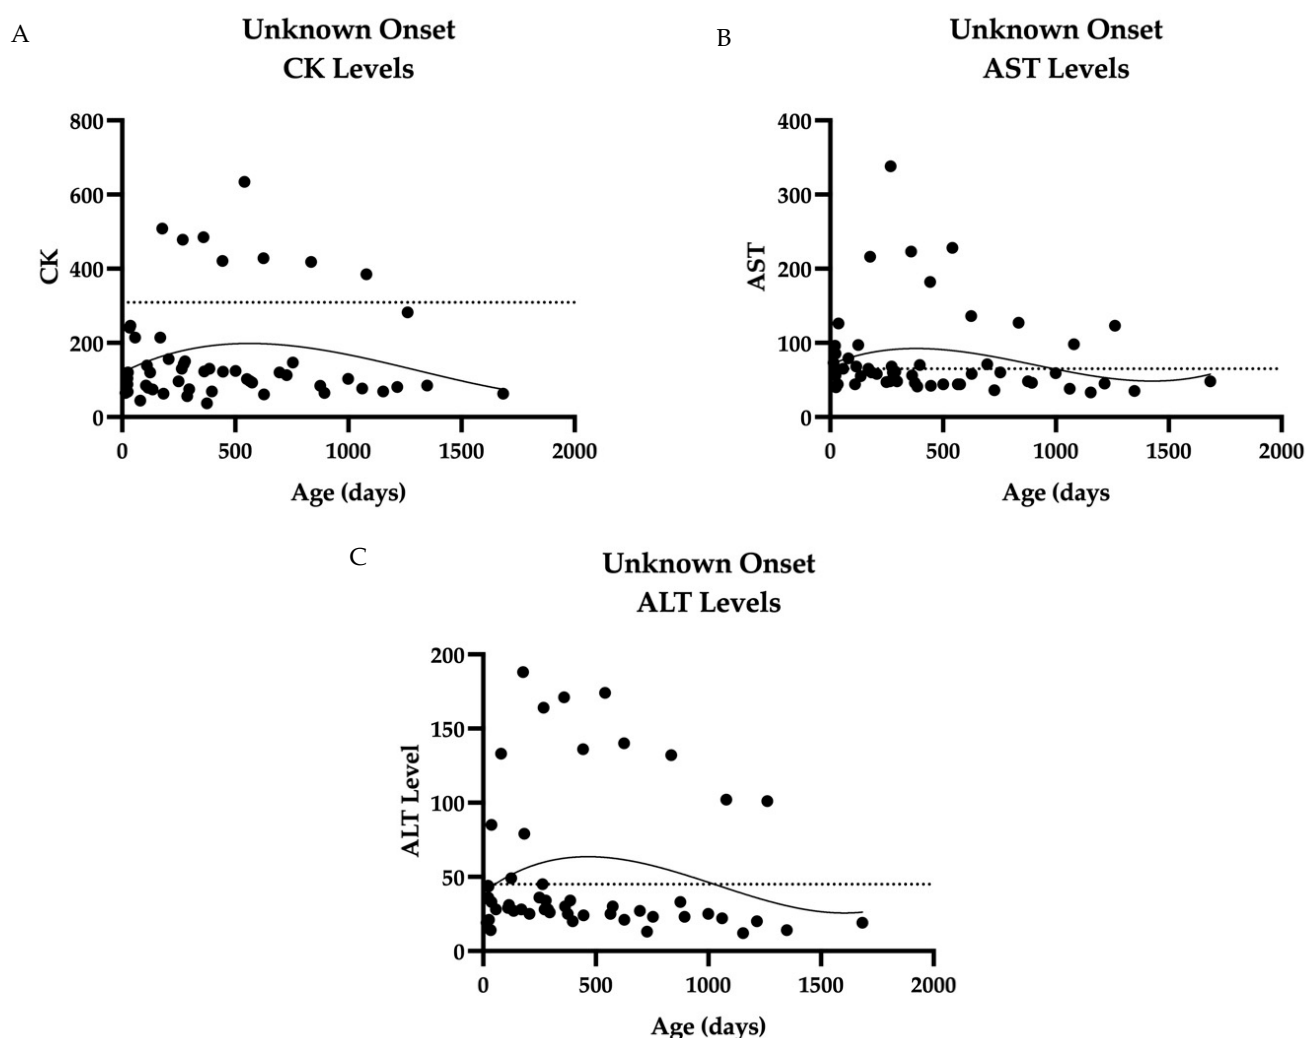 A
Unknown Onset
CK Levels
800
600
400
200
0
CK
0 500 1000 1500 2000
Age (days)
B
Unknown Onset
AST Levels
400
300
200
100
0
AST
0 500 1000 1500 2000
Age (days
C
Unknown Onset
ALT Levels
200
150
100
50
0
ALT Level
0 500 1000 1500 2000
Age (days)